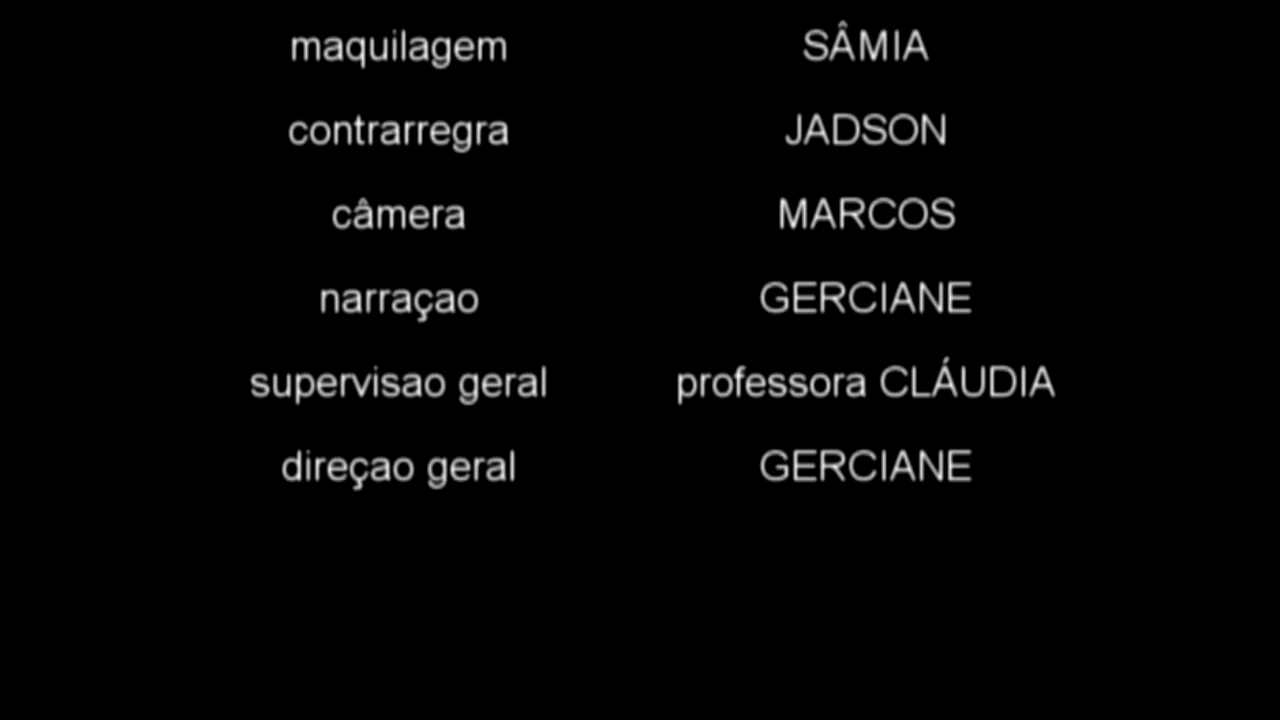 maquilagem SÂMIA
contrarregra JADSON
câmera MARCOS
narraçao GERCIANE
supervisao geral professora CLÁUDIA
direçao geral GERCIANE